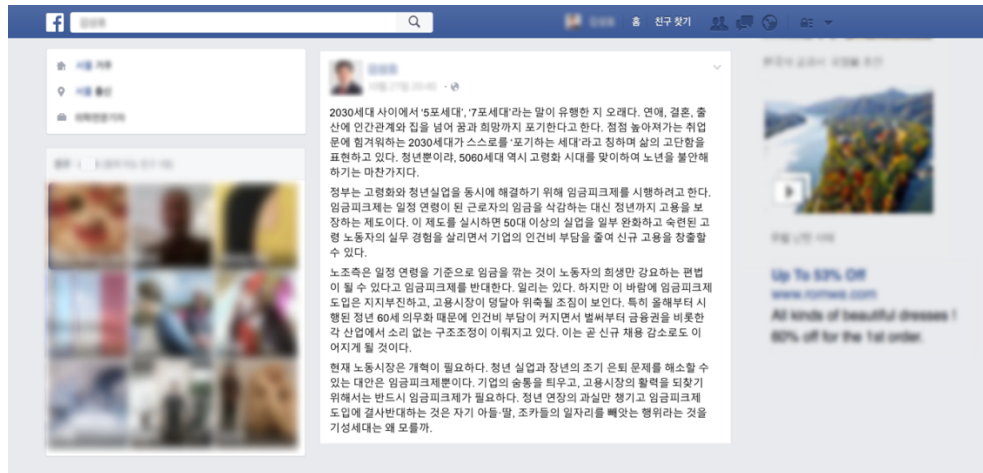 f
홈
친구 찾기
2030세대 사이에서 '5포세대', '7포세대'라는 말이 유행한 지 오래다. 연애, 결혼, 출
산에 인간관계와 집을 넘어 꿈과 희망까지 포기한다고 한다. 점점 높아져가는 취업
문에 힘겨워하는 2030세대가 스스로를 '포기하는 세대'라고 칭하며 삶의 고단함을
표현하고 있다. 청년뿐이랴, 5060세대 역시 고령화 시대를 맞이하여 노년을 불안해
하기는 마찬가지다.
정부는 고령화와 청년실업을 동시에 해결하기 위해 임금피크제를 시행하려고 한다.
임금피크제는 일정 연령이 된 근로자의 임금을 삭감하는 대신 정년까지 고용을 보
장하는 제도이다. 이 제도를 실시하면 50대 이상의 실업을 일부 완화하고 숙련된 고
령 노동자의 실무 경험을 살리면서 기업의 인건비 부담을 줄여 신규 고용을 창출할
수 있다.
노조측은 일정 연령을 기준으로 임금을 깎는 것이 노동자의 희생만 강요하는 편법
이 될 수 있다고 임금피크제를 반대한다. 일리는 있다. 하지만 이 바람에 임금피크제
도입은 지지부진하고, 고용시장이 덩달아 위축될 조짐이 보인다. 특히 올해부터 시
행된 정년 60세 의무화 때문에 인건비 부담이 커지면서 벌써부터 금융권을 비롯한
각 산업에서 소리 없는 구조조정이 이뤄지고 있다. 이는 곧 신규 채용 감소로도 이
어지게 될 것이다.
현재 노동시장은 개혁이 필요하다. 청년 실업과 장년의 조기 은퇴 문제를 해소할 수
있는 대안은 임금피크제뿐이다. 기업의 숨통을 틔우고, 고용시장의 활력을 되찾기
위해서는 반드시 임금피크제가 필요하다. 정년 연장의 과실만 챙기고 임금피크제
도입에 결사반대하는 것은 자기 아들·딸, 조카들의 일자리를 빼앗는 행위라는 것을
기성세대는 왜 모를까.
Up To 53% Off
www.romwe.com
All kinds of beautiful dresses !
60% off for the 1st order.